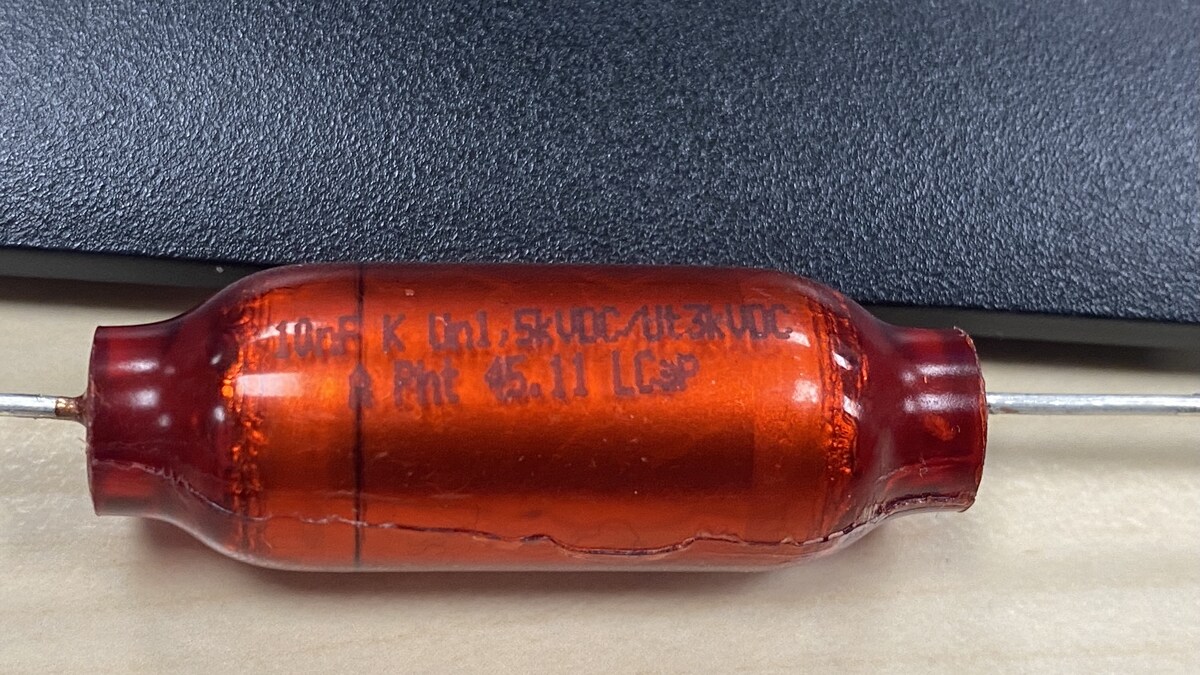 10nF K Un1,5kVDC/Ut3kVDC
A Pht 45.11 LCaP